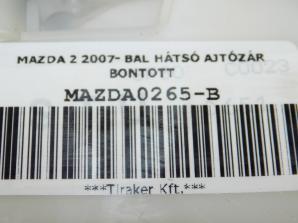 MAZDA 2 2007- BAL HÁTSÓ AJTÓZÁR
BONTOTT
MAZDA0265-B
***Tiraker Kft.***